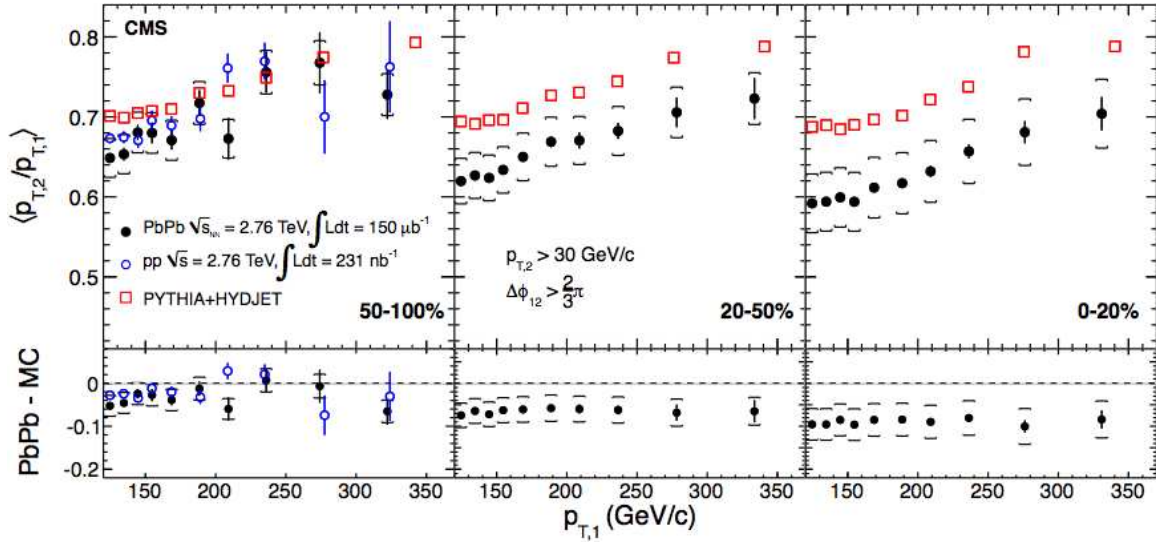 CMS
0.8
0.7
0.6
0.5
⟨p_T,2/p_T,1⟩
PbPb √s_NN = 2.76 TeV, ∫Ldt = 150 μb⁻¹
pp √s = 2.76 TeV, ∫Ldt = 231 nb⁻¹
PYTHIA+HYDJET
50-100%
p_T,2 > 30 GeV/c
Δϕ₁₂ > 2/3 π
20-50%
0-20%
PbPb - MC
0
-0.1
-0.2
150 200 250 300 350 150 200 250 300 350 150 200 250 300 350
p_T,1 (GeV/c)